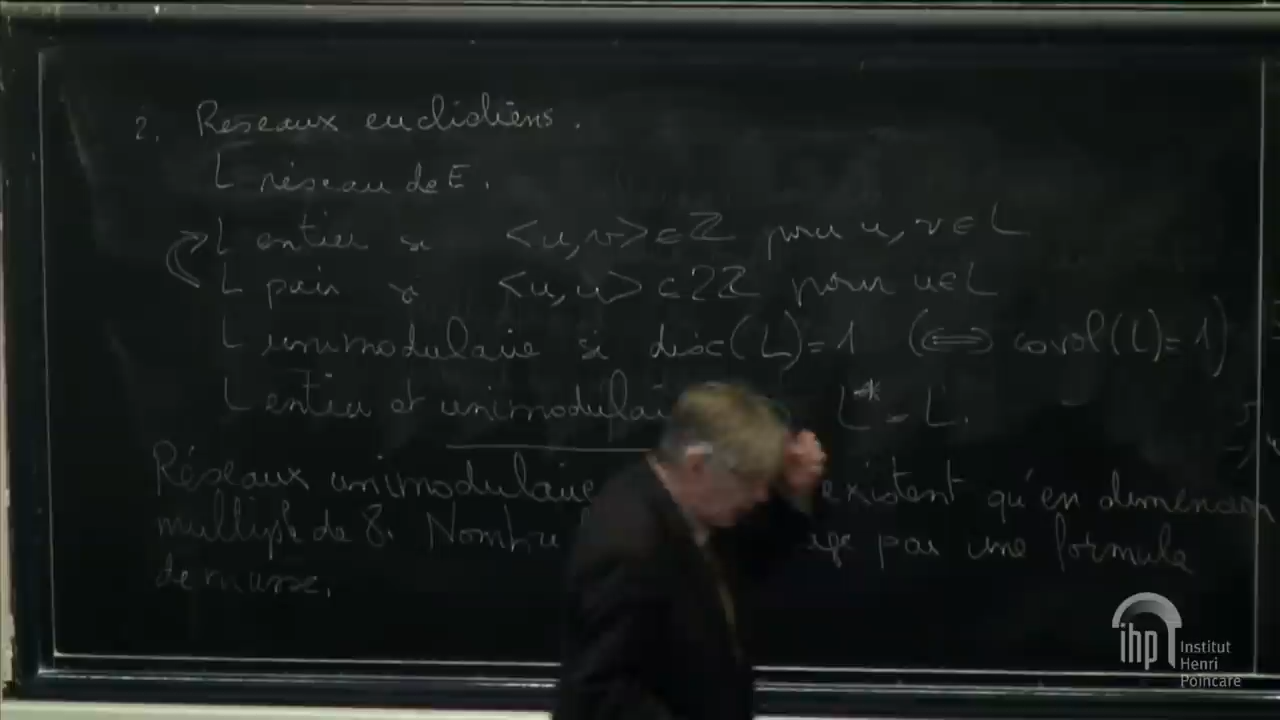 2. Reseaux euclidiens.
L réseau de E.
L entier si <u,v> ∈ Z pour u, v ∈ L
L pair si <u,u> ∈ 2Z pour u ∈ L
L unimodulaire si disc(L)=1 (⟺ covol(L)=1)
L entier et unimodulai L* = L.
Réseaux unimodulaire existent qu'en dimension
multiple de 8. Nombre par une formule
de masse.
ihp Institut
Henri
Poincaré